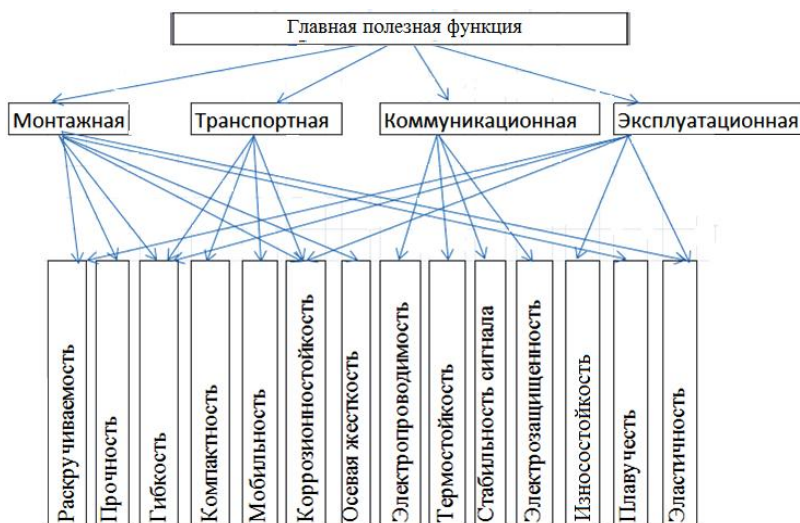 Главная полезная функция
Монтажная
Транспортная
Коммуникационная
Эксплуатационная
Раскручиваемость
Прочность
Гибкость
Компактность
Мобильность
Коррозионностойкость
Осевая жесткость
Электропроводимость
Термостойкость
Стабильность сигнала
Электрозащищенность
Износостойкость
Плавучесть
Эластичность